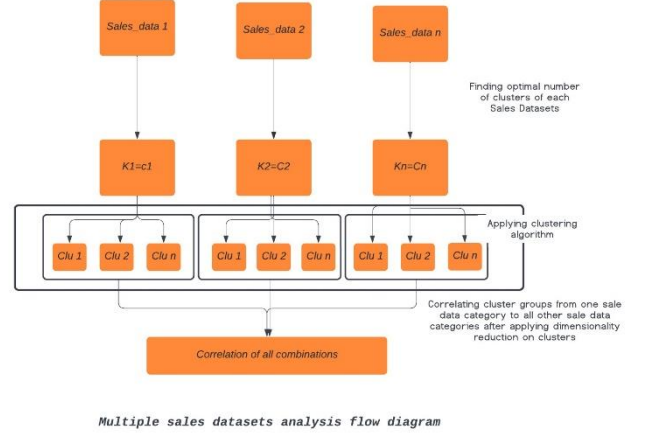 Sales_data 1
Sales_data 2
Sales_data n
Finding optimal number
of clusters of each
Sales Datasets
K1=c1
K2=C2
Kn=Cn
Applying clustering
algorithm
Clu 1
Clu 2
Clu n
Clu 1
Clu 2
Clu n
Clu 1
Clu 2
Clu n
Correlating cluster groups from one sale
data category to all other sale data
categories after applying dimensionality
reduction on clusters
Correlation of all combinations
Multiple sales datasets analysis flow diagram